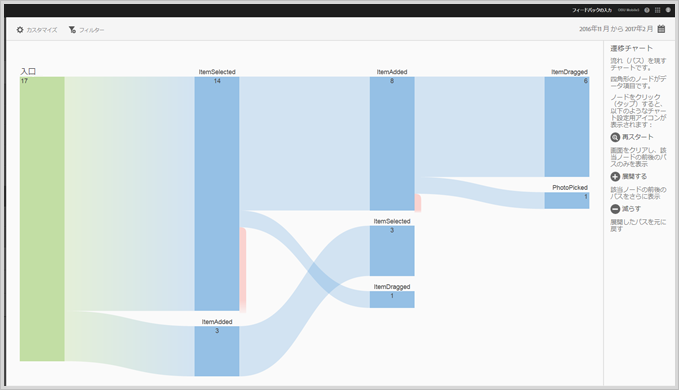 フィードバックの入力
カスタマイズ
フィルター
2016年11月 から 2017年2月
入口
17
ItemSelected
14
ItemAdded
8
ItemDragged
6
PhotoPicked
1
ItemSelected
3
ItemDragged
1
ItemAdded
3
遷移チャート
流れ（パス）を現す
チャートです。
四角形のノードがデ
ータ項目です。
ノードをクリック
（タップ）すると、
以下のようなチャー
ト設定用アイコンが
表示されます：
再スタート
画面をクリアし、該
当ノードの前後のパ
スのみを表示
展開する
該当ノードの前後の
パスをさらに表示
減らす
展開したパスを元に
戻す